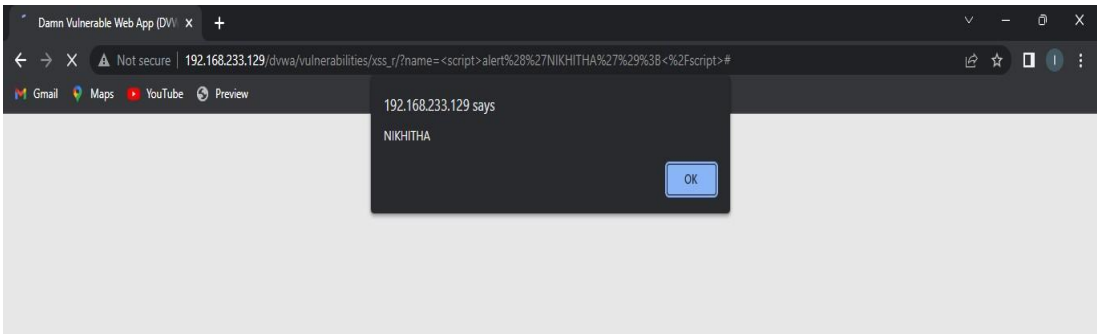 Damn Vulnerable Web App (DVW
Not secure | 192.168.233.129/dvwa/vulnerabilities/xss_r/?name=<script>alert%28%27NIKHITHA%27%29%3B<%2Fscript>#
Gmail Maps YouTube Preview
192.168.233.129 says
NIKHITHA
OK